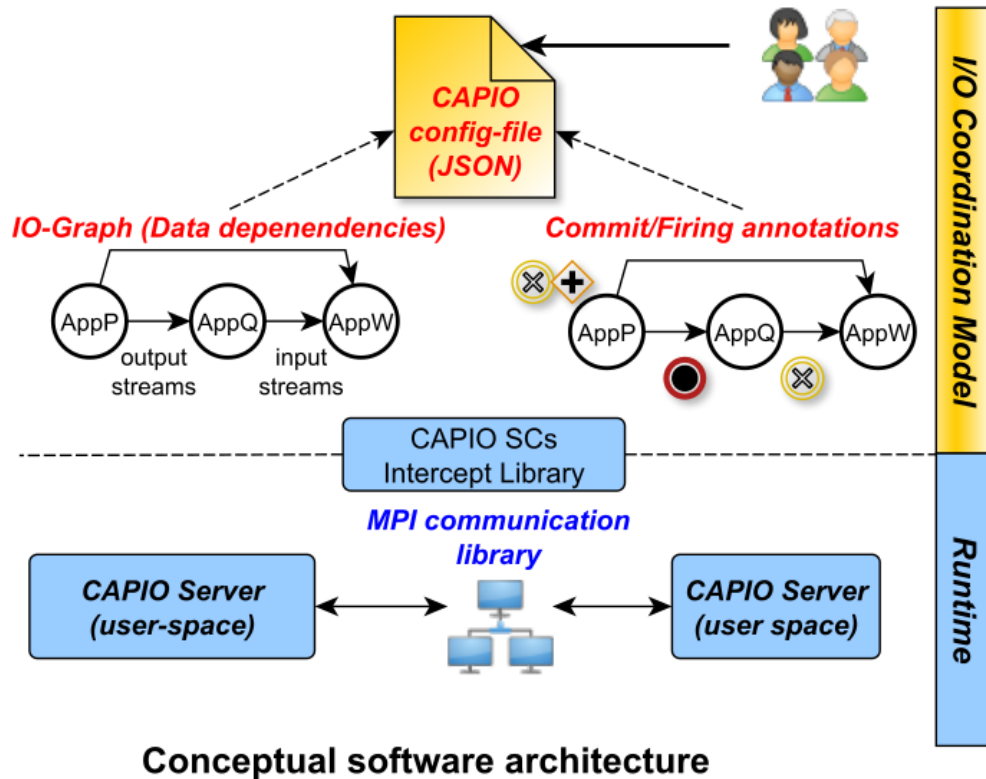 CAPIO
config-file
(JSON)
IO-Graph (Data depenendencies)
Commit/Firing annotations
AppP
AppQ
AppW
output
streams
input
streams
AppP
AppQ
AppW
I/O Coordination Model
CAPIO SCs
Intercept Library
MPI communication
library
CAPIO Server
(user-space)
CAPIO Server
(user space)
Runtime
Conceptual software architecture